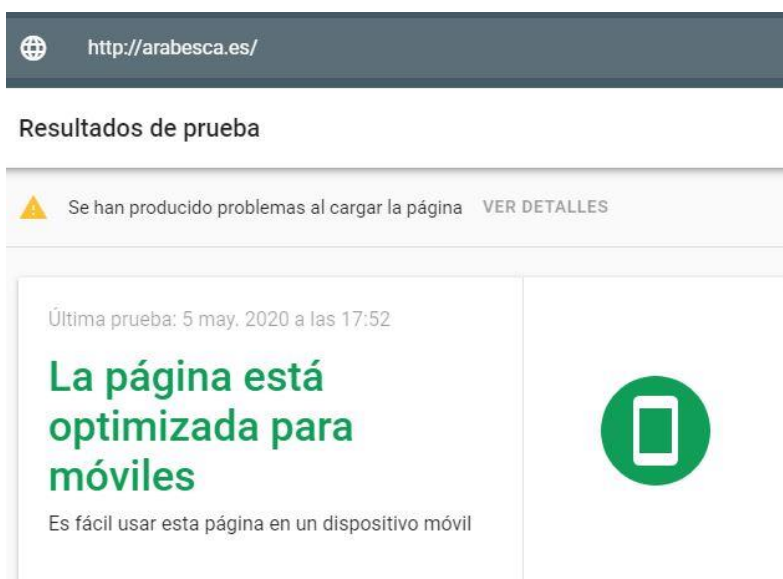 http://arabesca.es/
Resultados de prueba
Se han producido problemas al cargar la página VER DETALLES
Última prueba: 5 may. 2020 a las 17:52
La página está
optimizada para
móviles
Es fácil usar esta página en un dispositivo móvil